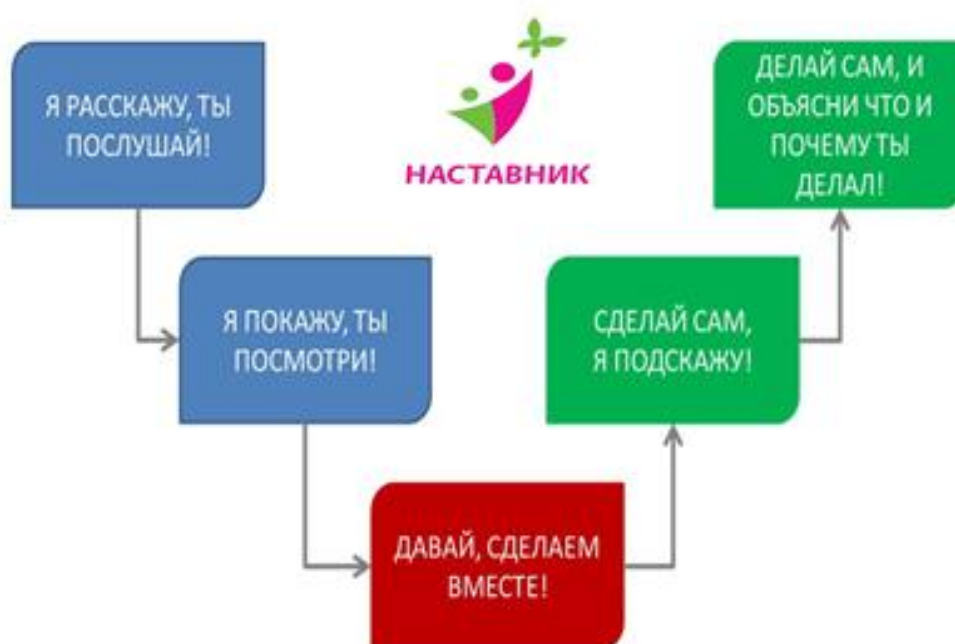 Я РАССКАЖУ, ТЫ
ПОСЛУШАЙ!
НАСТАВНИК
ДЕЛАЙ САМ, И
ОБЪЯСНИ ЧТО И
ПОЧЕМУ ТЫ
ДЕЛАЛ!
Я ПОКАЖУ, ТЫ
ПОСМОТРИ!
СДЕЛАЙ САМ,
Я ПОДСКАЖУ!
ДАВАЙ, СДЕЛАЕМ
ВМЕСТЕ!